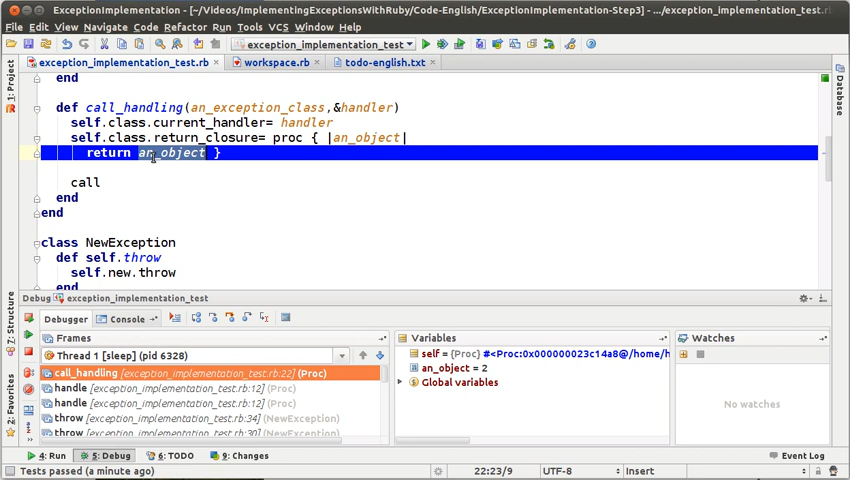 ExceptionImplementation - [~/Videos/ImplementingExceptionsWithRuby/Code-English/ExceptionImplementation-Step3] - .../exception_implementation_test.r
File Edit View Navigate Code Refactor Run Tools VCS Window Help
exception_implementation_test
exception_implementation_test.rb workspace.rb todo-english.txt
1: Project
Database
end
def call_handling(an_exception_class,&handler)
self.class.current_handler= handler
self.class.return_closure= proc { |an_object|
return an_object }
call
end
end
class NewException
def self.throw
self.new.throw
end
7: Structure
2: Favorites
Debug exception_implementation_test
Debugger Console
Frames
Variables
Watches
Thread 1 [sleep] (pid 6328)
call_handling [exception_implementation_test.rb:22] (Proc)
handle [exception_implementation_test.rb:12] (Proc)
handle [exception_implementation_test.rb:12] (Proc)
throw [exception_implementation_test.rb:34] (NewException)
throw [exception_implementation_test.rb:30] (NewException)
self = {Proc} #<Proc:0x000000023c14a8@/home/h
an_object = 2
Global variables
No watches
4: Run 5: Debug 6: TODO 9: Changes Event Log
Tests passed (a minute ago) 22:23/9 UTF-8 Insert